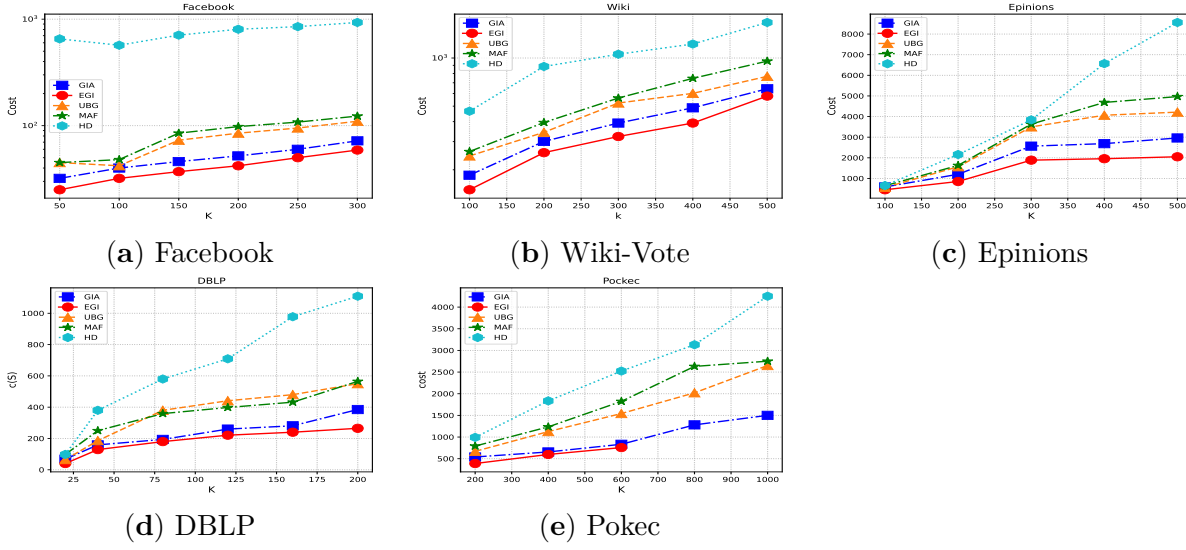 Facebook
10³
10²
Cost
GIA
EGI
UBG
MAF
HD
50 100 150 200 250 300
K
(a) Facebook
Wiki
10³
Cost
GIA
EGI
UBG
MAF
HD
100 150 200 250 300 350 400 450 500
k
(b) Wiki-Vote
Epinions
8000
7000
6000
5000
4000
3000
2000
1000
Cost
GIA
EGI
UBG
MAF
HD
100 150 200 250 300 350 400 450 500
K
(c) Epinions
DBLP
1000
800
600
400
200
0
c(S)
GIA
EGI
UBG
MAF
HD
25 50 75 100 125 150 175 200
K
(d) DBLP
Pockec
4000
3500
3000
2500
2000
1500
1000
500
cost
GIA
EGI
UBG
MAF
HD
200 300 400 500 600 700 800 900 1000
K
(e) Pokec